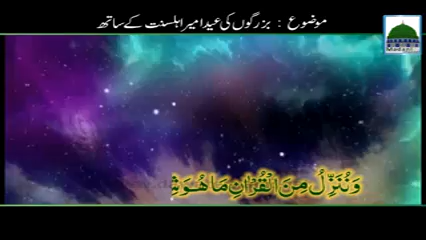 موضوع : بزرگوں کی عید امیر اہلسنت کے ساتھ
وَنُنَزِّلُ مِنَ الْقُرْاٰنِ مَا هُوَ شِ